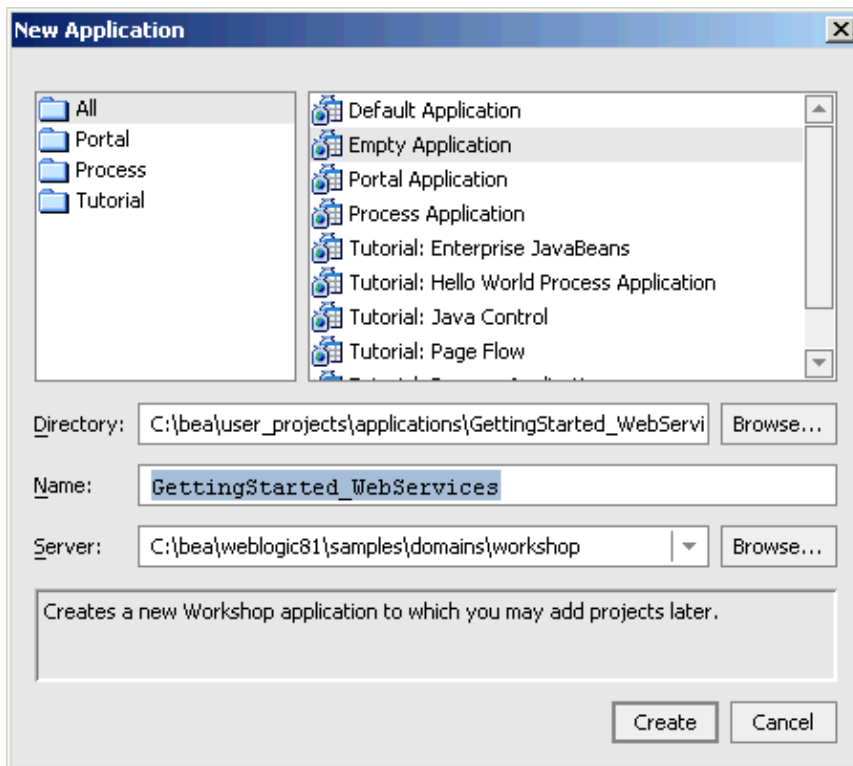 New Application
All
Portal
Process
Tutorial
Default Application
Empty Application
Portal Application
Process Application
Tutorial: Enterprise JavaBeans
Tutorial: Hello World Process Application
Tutorial: Java Control
Tutorial: Page Flow
Directory: C:\bea\user_projects\applications\GettingStarted_WebServi Browse...
Name: GettingStarted_WebServices
Server: C:\bea\weblogic81\samples\domains\workshop Browse...
Creates a new Workshop application to which you may add projects later.
Create Cancel